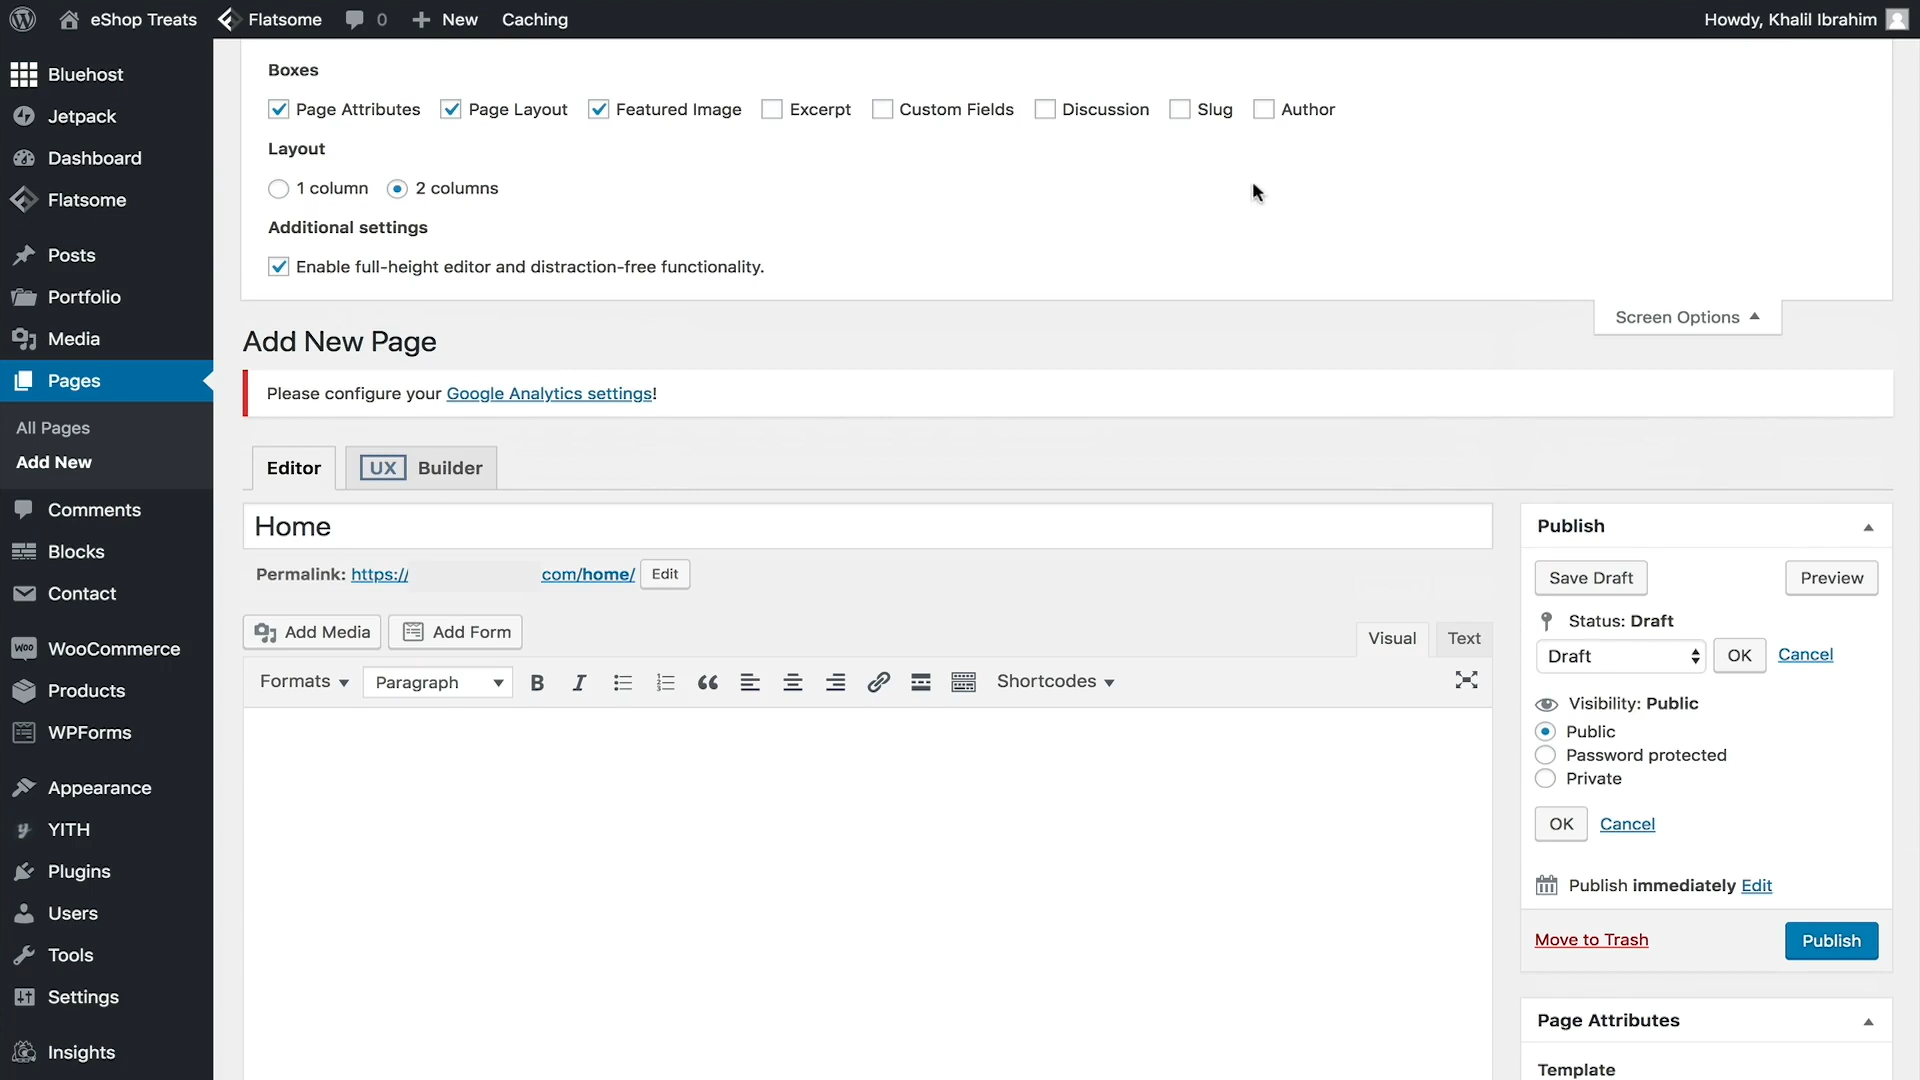 eShop Treats Flatsome 0 New Caching Howdy, Khalil Ibrahim
Bluehost
Jetpack
Dashboard
Flatsome
Posts
Portfolio
Media
Pages
All Pages
Add New
Comments
Blocks
Contact
Woo WooCommerce
Products
WPForms
Appearance
YITH
Plugins
Users
Tools
Settings
Insights
Boxes
Page Attributes Page Layout Featured Image Excerpt Custom Fields Discussion Slug Author
Layout
1 column 2 columns
Additional settings
Enable full-height editor and distraction-free functionality.
Screen Options
Add New Page
Please configure your Google Analytics settings!
Editor UX Builder
Home
Permalink: https:// com/home/ Edit
Add Media Add Form
Visual Text
Formats Paragraph B I Shortcodes
Publish
Save Draft Preview
Status: Draft
Draft OK Cancel
Visibility: Public
Public
Password protected
Private
OK Cancel
Publish immediately Edit
Move to Trash Publish
Page Attributes
Template